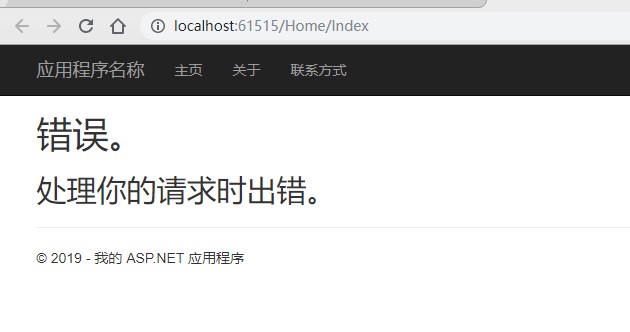 localhost:61515/Home/Index
应用程序名称 主页 关于 联系方式
错误。
处理你的请求时出错。
© 2019 - 我的 ASP.NET 应用程序